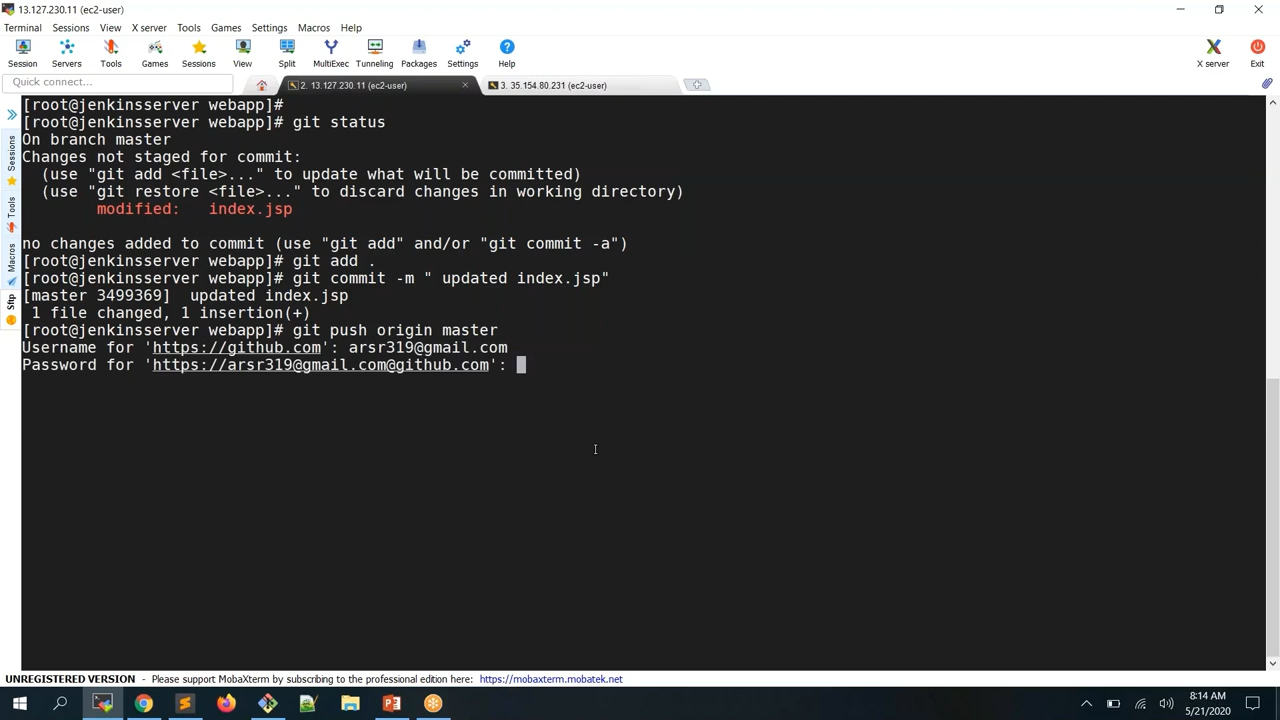 13.127.230.11 (ec2-user)
Terminal Sessions View X server Tools Games Settings Macros Help
Session Servers Tools Games Sessions View Split MultiExec Tunneling Packages Settings Help X server Exit
Quick connect...
2. 13.127.230.11 (ec2-user)
3. 35.154.80.231 (ec2-user)
Sessions
Tools
Macros
Sftp
[root@jenkinsserver webapp]#
[root@jenkinsserver webapp]# git status
On branch master
Changes not staged for commit:
(use "git add <file>..." to update what will be committed)
(use "git restore <file>..." to discard changes in working directory)
modified: index.jsp
no changes added to commit (use "git add" and/or "git commit -a")
[root@jenkinsserver webapp]# git add .
[root@jenkinsserver webapp]# git commit -m " updated index.jsp"
[master 3499369] updated index.jsp
1 file changed, 1 insertion(+)
[root@jenkinsserver webapp]# git push origin master
Username for 'https://github.com': arsr319@gmail.com
Password for 'https://arsr319@gmail.com@github.com':
UNREGISTERED VERSION - Please support MobaXterm by subscribing to the professional edition here: https://mobaxterm.mobatek.net
8:14 AM
5/21/2020